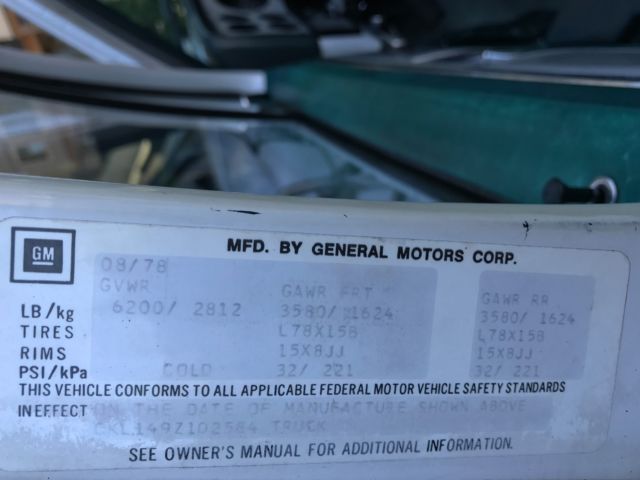 GM
MFD. BY GENERAL MOTORS CORP.
08/78
GVWR GAWR FRT GAWR RR
LB/kg 6200/ 2812 3580/ 1624 3580/ 1624
TIRES L78X15B L78X15B
RIMS 15X8JJ 15X8JJ
PSI/kPa COLD 32/ 221 32/ 221
THIS VEHICLE CONFORMS TO ALL APPLICABLE FEDERAL MOTOR VEHICLE SAFETY STANDARDS
IN EFFECT ON THE DATE OF MANUFACTURE SHOWN ABOVE
CKL149Z102584 TRUCK
SEE OWNER'S MANUAL FOR ADDITIONAL INFORMATION.